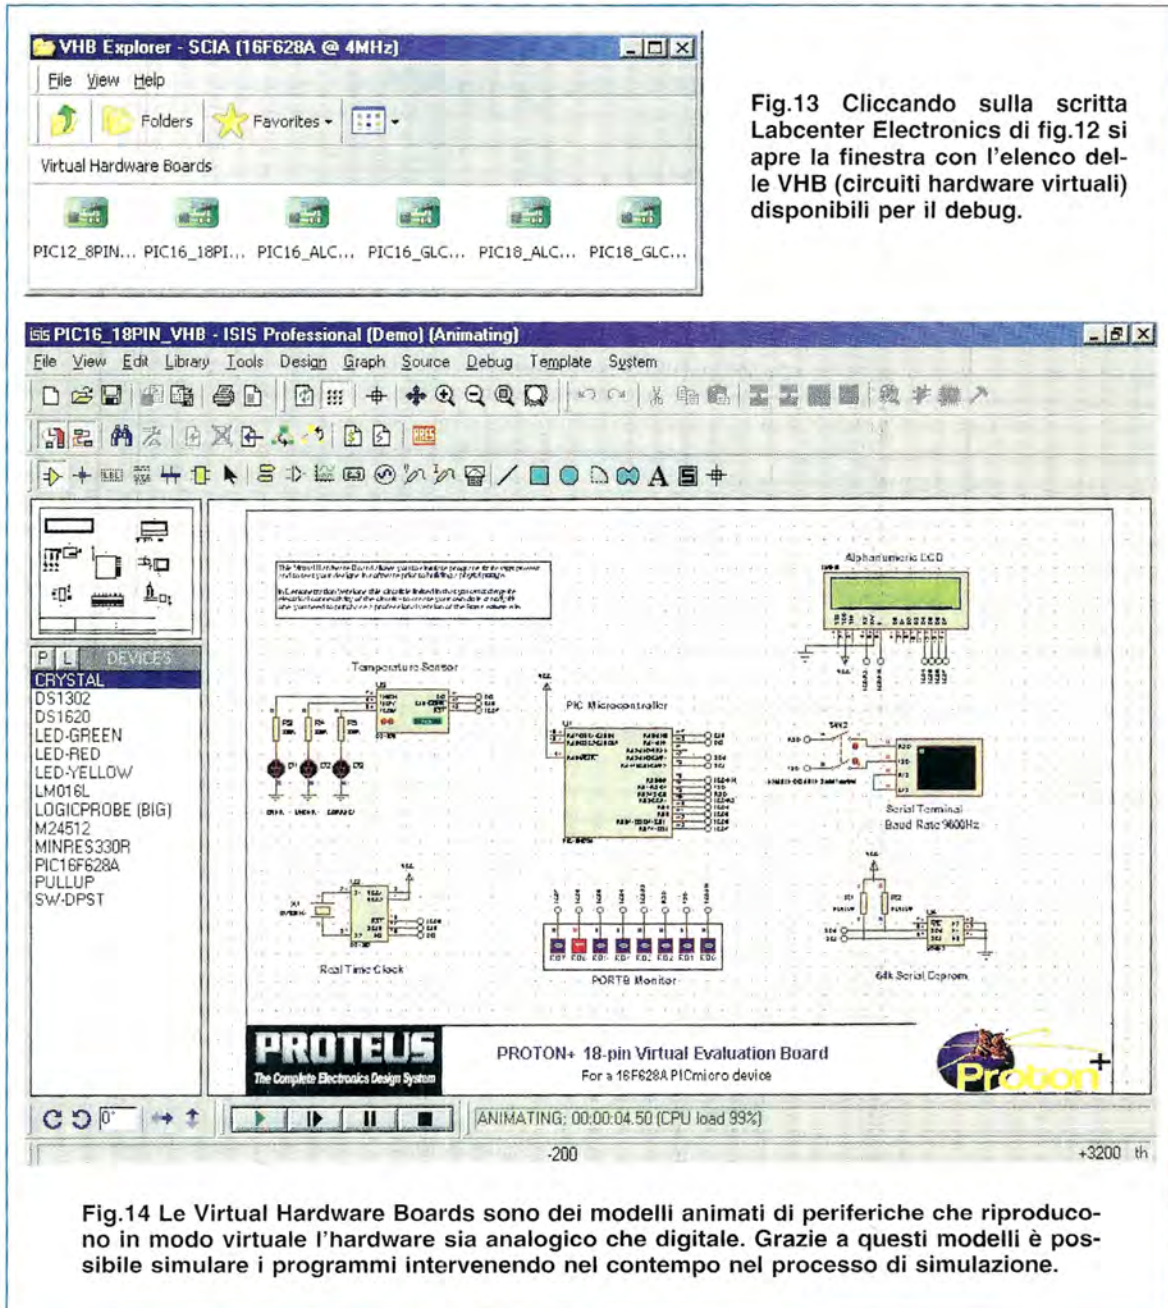 VHB Explorer - SCIA (16F628A @ 4MHz)
File View Help
Folders Favorites
Virtual Hardware Boards
PIC12_8PIN... PIC16_18PI... PIC16_ALC... PIC16_GLC... PIC18_ALC... PIC18_GLC...
Fig.13 Cliccando sulla scritta
Labcenter Electronics di fig.12 si
apre la finestra con l'elenco del-
le VHB (circuiti hardware virtuali)
disponibili per il debug.
isis PIC16_18PIN_VHB - ISIS Professional (Demo) (Animating)
File View Edit Library Tools Design Graph Source Debug Template System
P L DEVICES
CRYSTAL
DS1302
DS1620
LED-GREEN
LED-RED
LED-YELLOW
LM016L
LOGICPROBE (BIG)
M24512
MINRES330R
PIC16F628A
PULLUP
SW-DPST
Alphanumeric LCD
Temperature Sensor
PIC Microcontroller
Serial Terminal
Baud Rate 9600Hz
Real Time Clock
PORTB Monitor
64k Serial Eeprom
PROTEUS
The Complete Electronics Design System
PROTON+ 18-pin Virtual Evaluation Board
For a 16F628A PICmicro device
Proton
0°
ANIMATING: 00:00:04.50 (CPU load 99%)
-200 +3200 th
Fig.14 Le Virtual Hardware Boards sono dei modelli animati di periferiche che riproduco-
no in modo virtuale l'hardware sia analogico che digitale. Grazie a questi modelli è pos-
sibile simulare i programmi intervenendo nel contempo nel processo di simulazione.